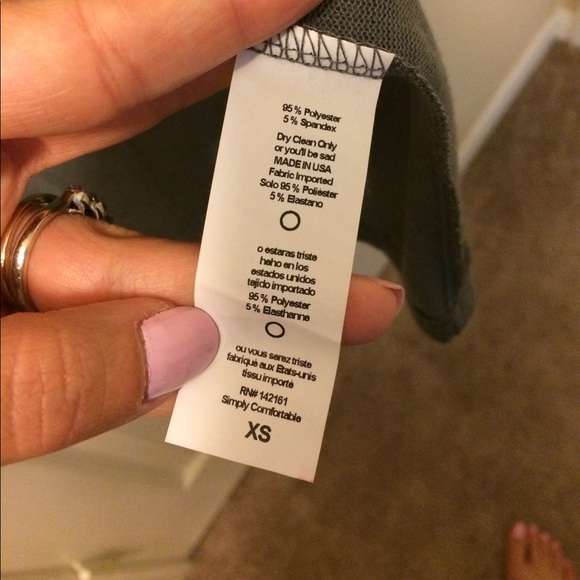 95% Polyester
5% Spandex
Dry Clean Only
or you'll be sad
MADE IN USA
Fabric Imported
Solo 95% Poliester
5% Elastano
o estaras triste
heho en los
estados unidos
tejido importado
95% Polyester
5% Elasthanne
ou vous serez triste
fabriqué aux Etats-unis
tissu importé
RN# 142161
Simply Comfortable
XS